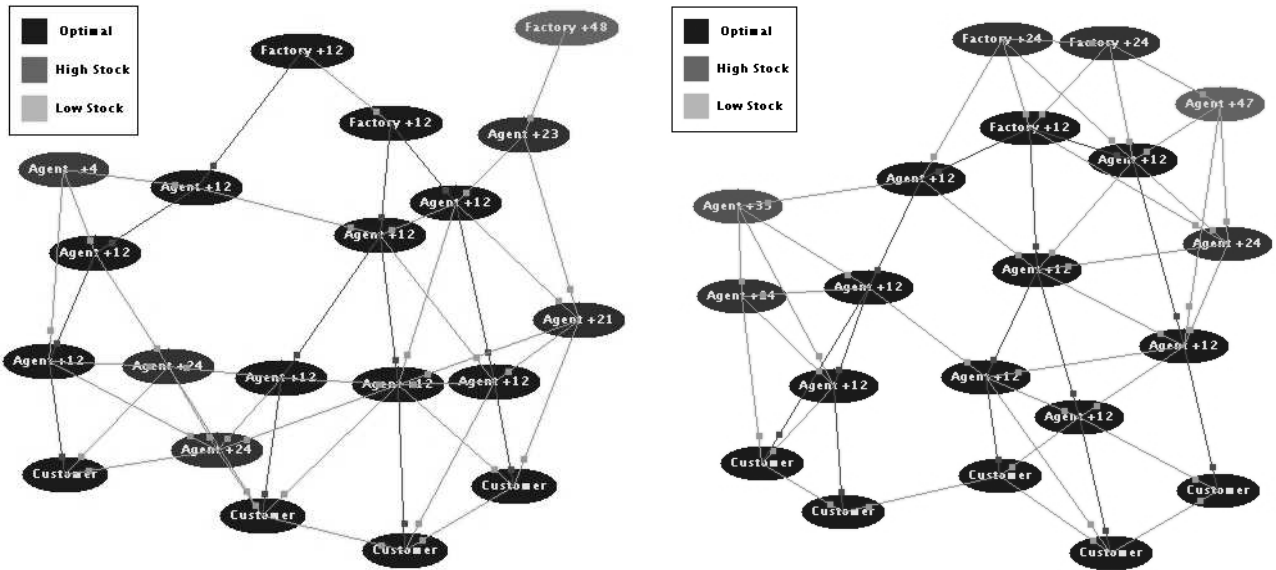 Optimal
High Stock
Low Stock
Factory +48
Factory +12
Factory +12
Agent +23
Agent +4
Agent +12
Agent +12
Agent +12
Agent +12
Agent +21
Agent +12
Agent +24
Agent +12
Agent +12
Agent +12
Agent +24
Customer
Customer
Customer
Customer
Optimal
High Stock
Low Stock
Factory +24
Factory +24
Agent +47
Factory +12
Agent +12
Agent +12
Agent +24
Agent +12
Agent +12
Agent +24
Agent +12
Agent +12
Agent +12
Agent +12
Customer
Customer
Customer
Customer
Customer